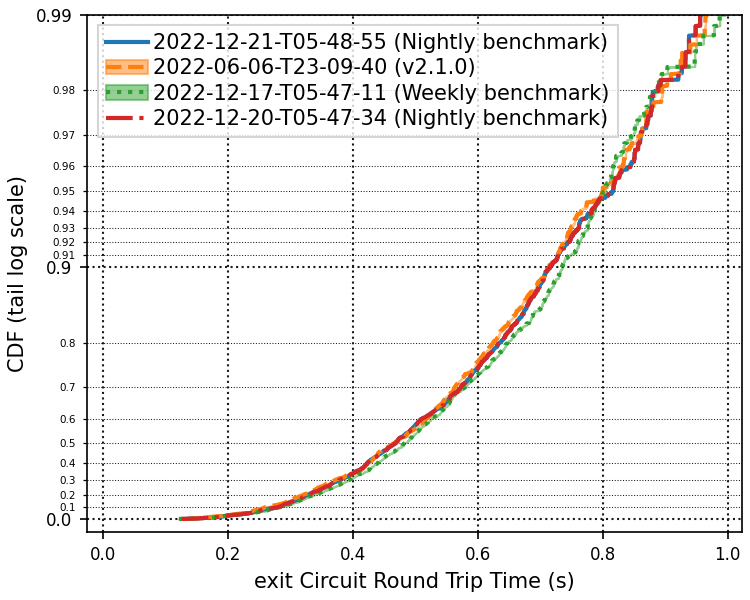 0.99
2022-12-21-T05-48-55 (Nightly benchmark)
2022-06-06-T23-09-40 (v2.1.0)
2022-12-17-T05-47-11 (Weekly benchmark)
2022-12-20-T05-47-34 (Nightly benchmark)
0.98
0.97
0.96
0.95
0.94
0.93
0.92
0.91
0.9
0.8
0.7
0.6
0.5
0.4
0.3
0.2
0.1
0.0
CDF (tail log scale)
0.0 0.2 0.4 0.6 0.8 1.0
exit Circuit Round Trip Time (s)